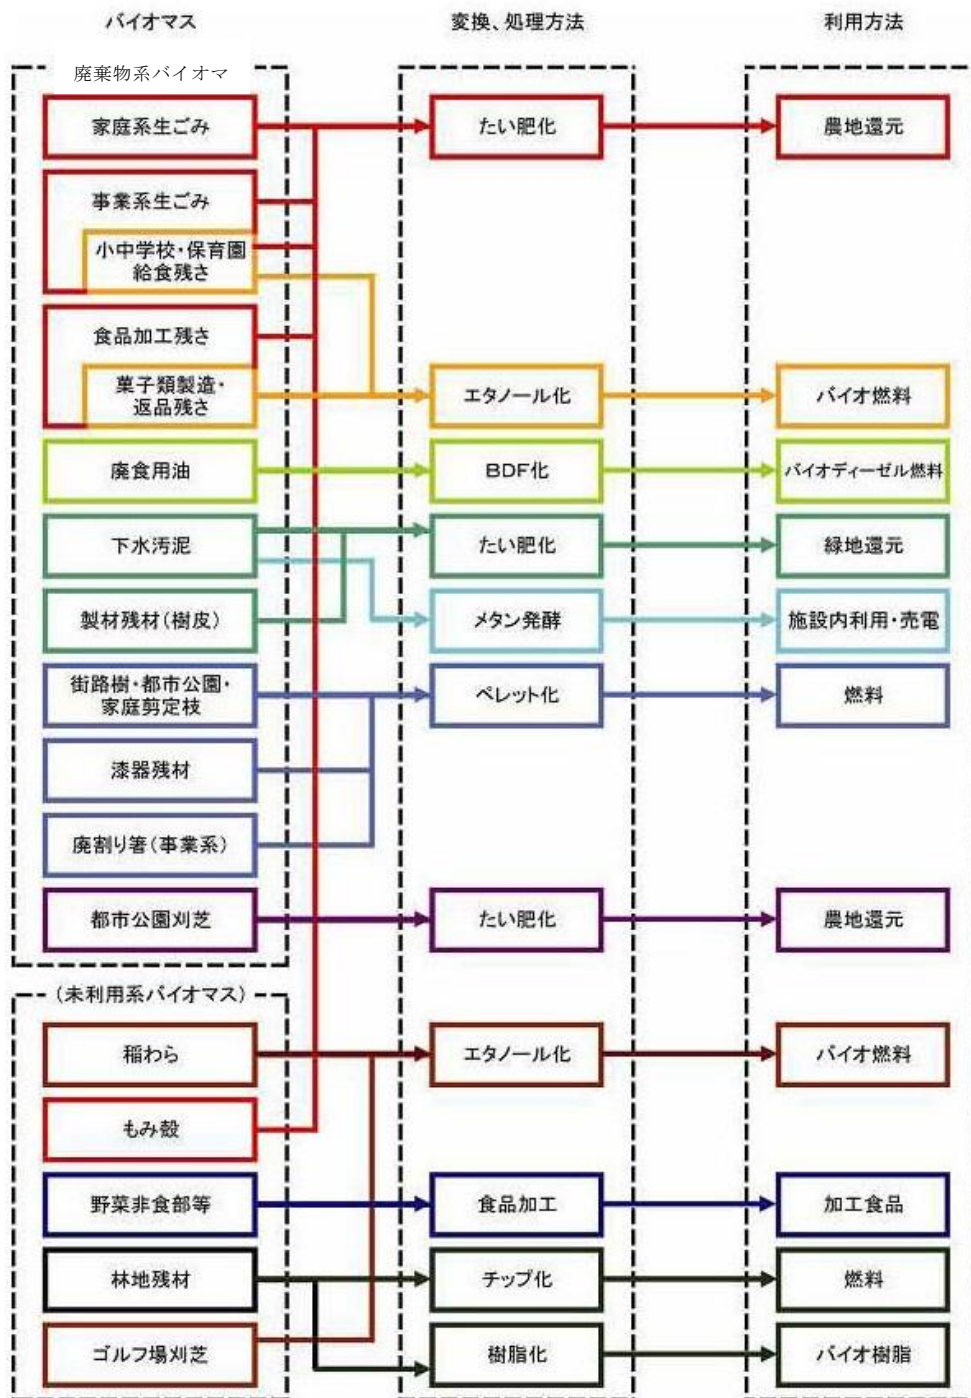 バイオマス
変換、処理方法
利用方法
廃棄物系バイオマ
家庭系生ごみ
たい肥化
農地還元
事業系生ごみ
小中学校・保育園
給食残さ
食品加工残さ
菓子類製造・
返品残さ
エタノール化
バイオ燃料
廃食用油
BDF化
バイオディーゼル燃料
下水汚泥
たい肥化
緑地還元
製材残材(樹皮)
メタン発酵
施設内利用・売電
街路樹・都市公園・
家庭剪定枝
ペレット化
燃料
漆器残材
廃割り箸(事業系)
都市公園刈芝
たい肥化
農地還元
(未利用系バイオマス)
稲わら
エタノール化
バイオ燃料
もみ殻
野菜非食部等
食品加工
加工食品
林地残材
チップ化
燃料
ゴルフ場刈芝
樹脂化
バイオ樹脂